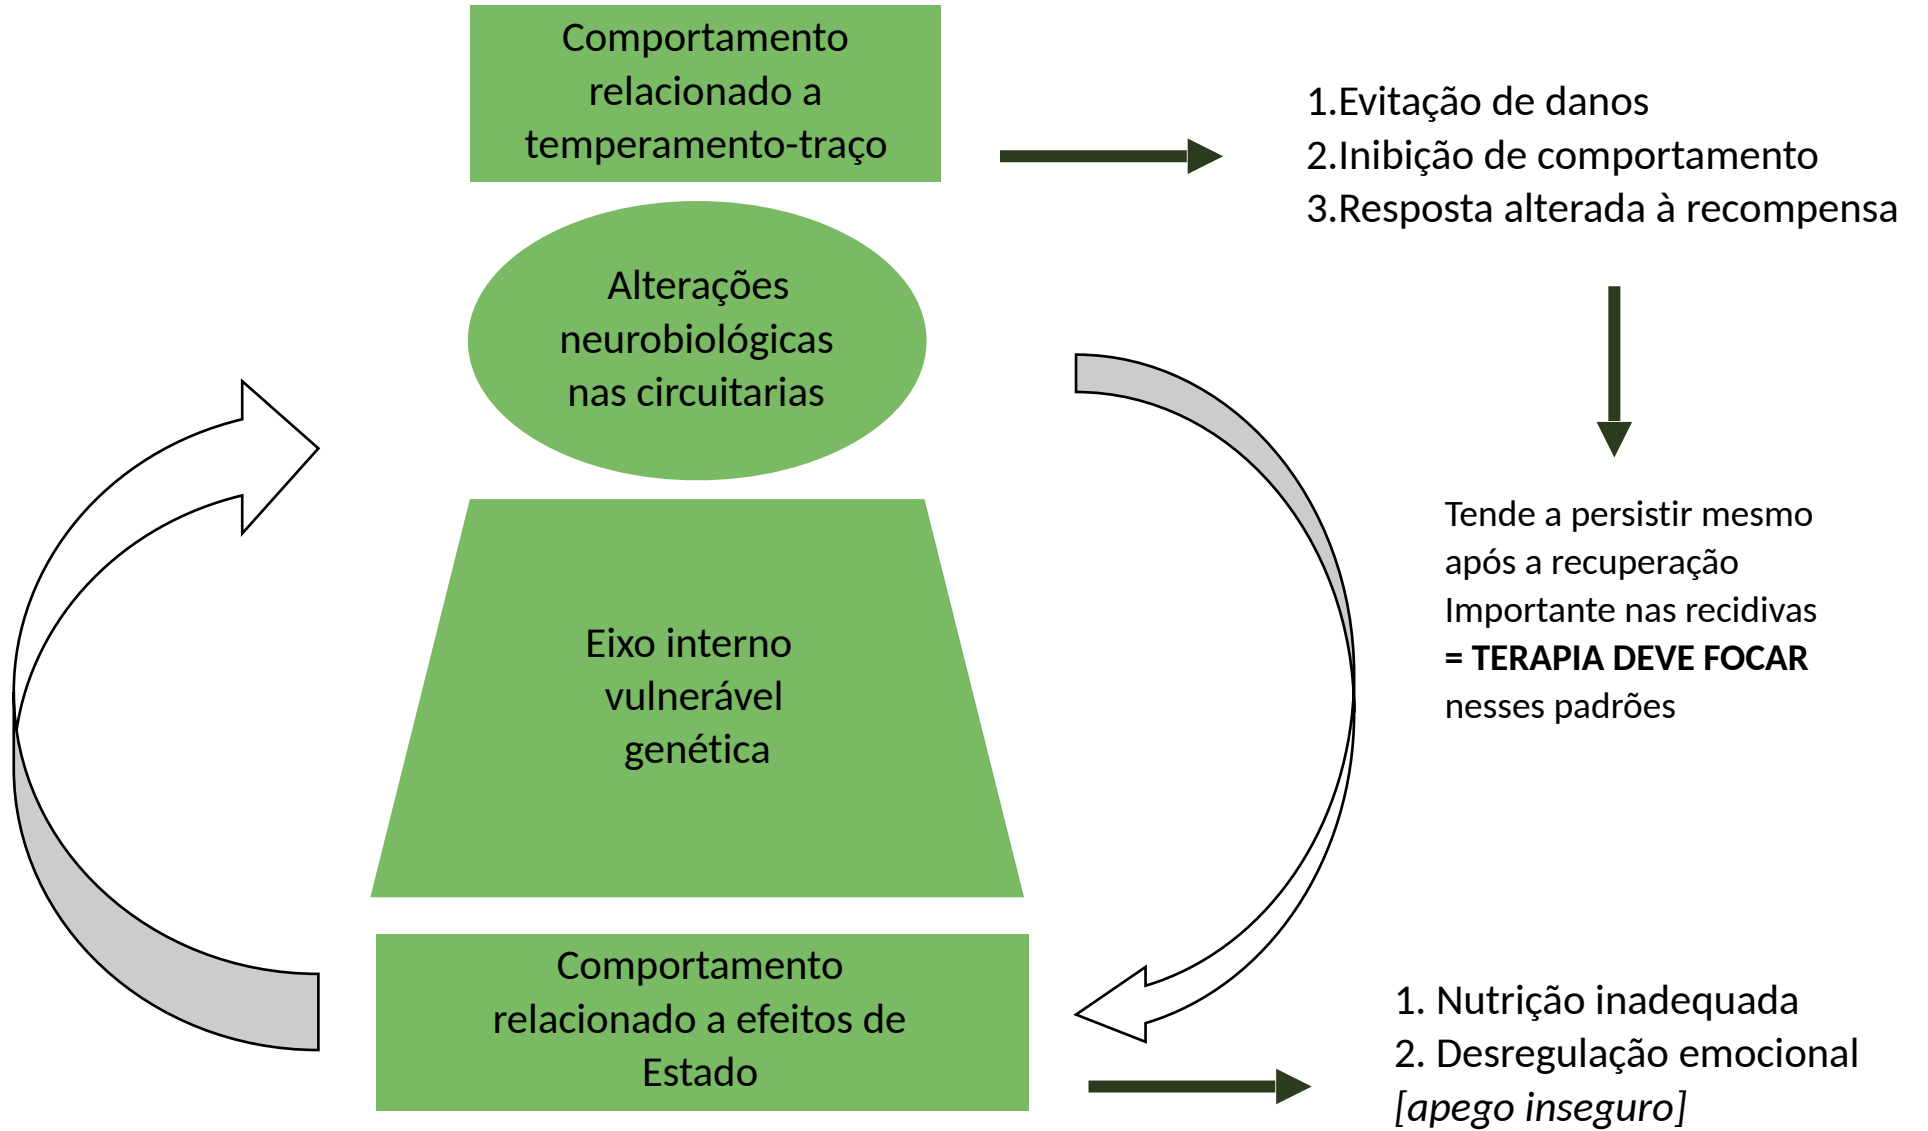 Comportamento
relacionado a
temperamento-traço
1.Evitação de danos
2.Inibição de comportamento
3.Resposta alterada à recompensa
Alterações
neurobiológicas
nas circuitarias
Tende a persistir mesmo
após a recuperação
Importante nas recidivas
= TERAPIA DEVE FOCAR
nesses padrões
Eixo interno
vulnerável
genética
Comportamento
relacionado a efeitos de
Estado
1. Nutrição inadequada
2. Desregulação emocional
[apego inseguro]